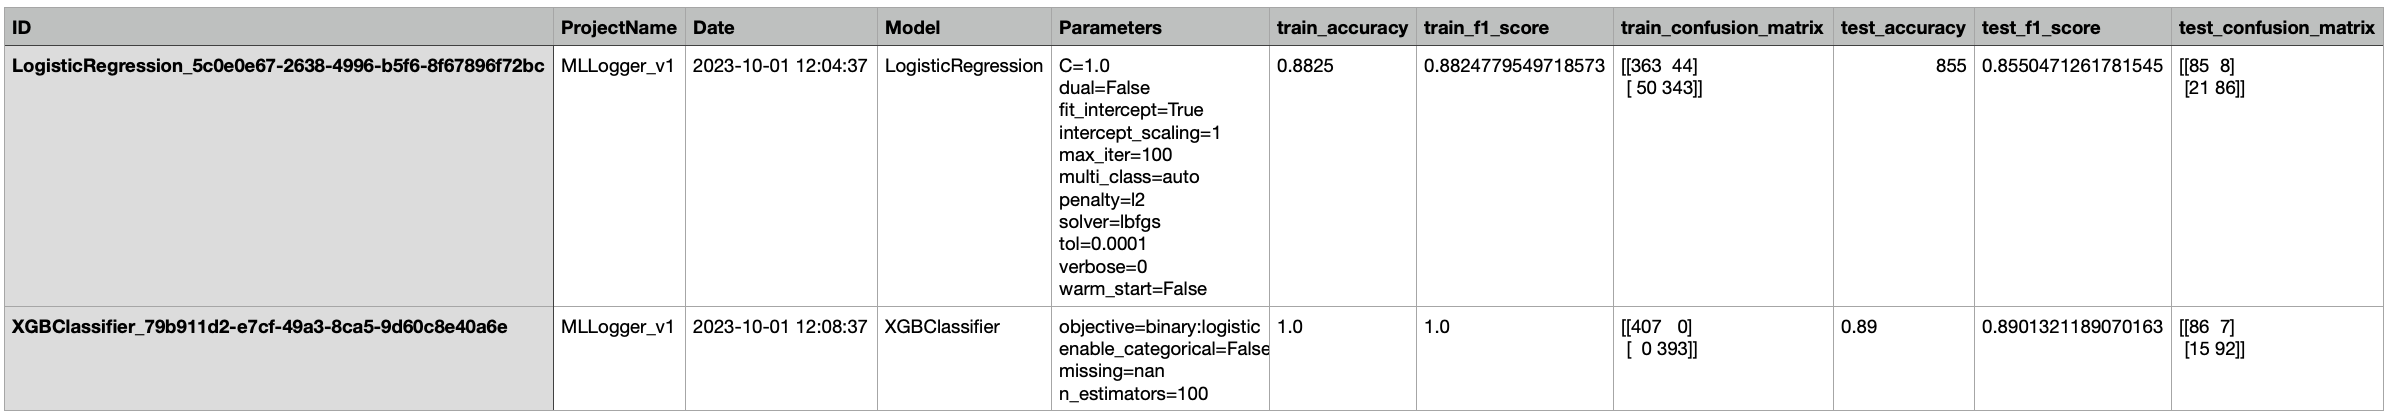 ID ProjectName Date Model Parameters train_accuracy train_f1_score train_confusion_matrix test_accuracy test_f1_score test_confusion_matrix
LogisticRegression_5c0e0e67-2638-4996-b5f6-8f67896f72bc MLLogger_v1 2023-10-01 12:04:37 LogisticRegression C=1.0 0.8825 0.8824779549718573 [[363 44] 855 0.8550471261781545 [[85 8]
dual=False [ 50 343]] [21 86]]
fit_intercept=True
intercept_scaling=1
max_iter=100
multi_class=auto
penalty=l2
solver=lbfgs
tol=0.0001
verbose=0
warm_start=False
XGBClassifier_79b911d2-e7cf-49a3-8ca5-9d60c8e40a6e MLLogger_v1 2023-10-01 12:08:37 XGBClassifier objective=binary:logistic 1.0 1.0 [[407 0] 0.89 0.8901321189070163 [[86 7]
enable_categorical=False [ 0 393]] [15 92]]
missing=nan
n_estimators=100